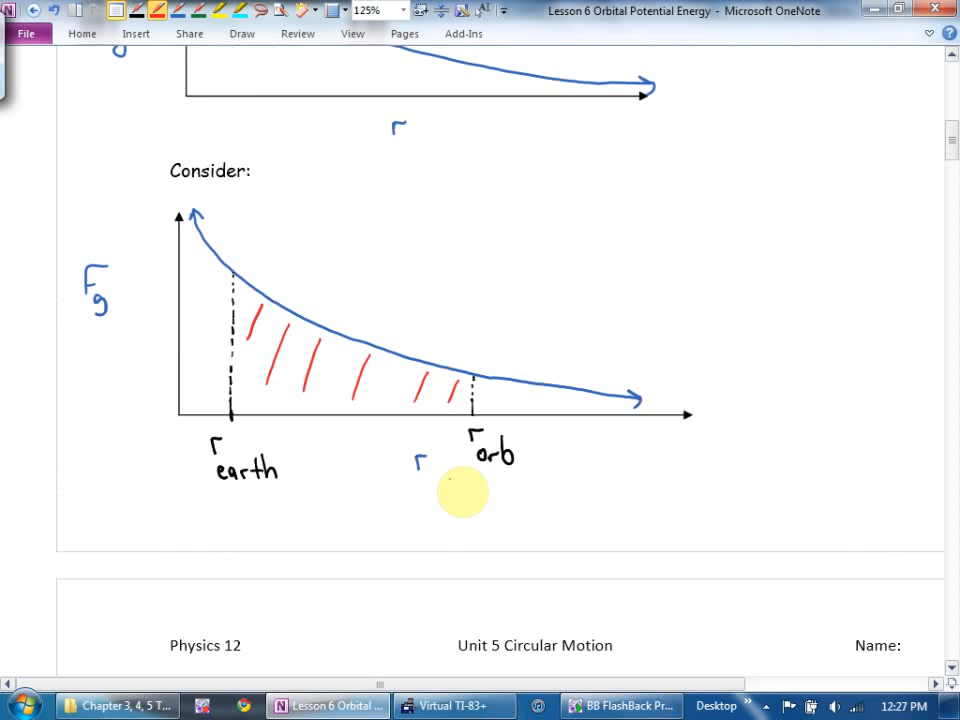 125%
Lesson 6 Orbital Potential Energy - Microsoft OneNote
File Home Insert Share Draw Review View Pages Add-Ins
r
Consider:
F g
r earth
r
r orb
Physics 12 Unit 5 Circular Motion Name:
Chapter 3, 4, 5 T... Lesson 6 Orbital ... Virtual TI-83+ BB FlashBack Pr... Desktop » 12:27 PM